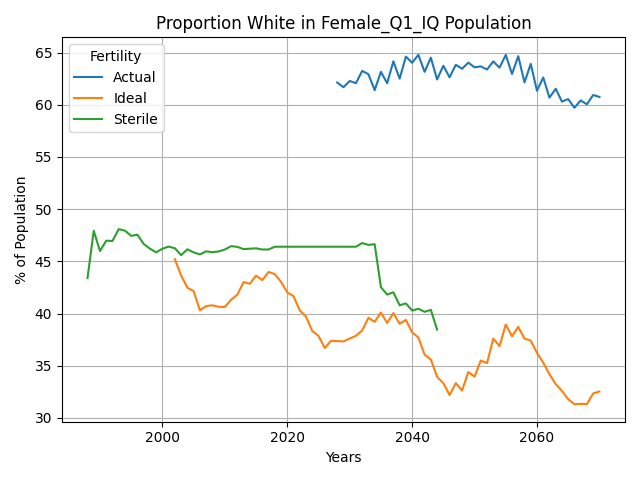 Proportion White in Female_Q1_IQ Population
Fertility
Actual
Ideal
Sterile
% of Population
65
60
55
50
45
40
35
30
2000
2020
2040
2060
Years